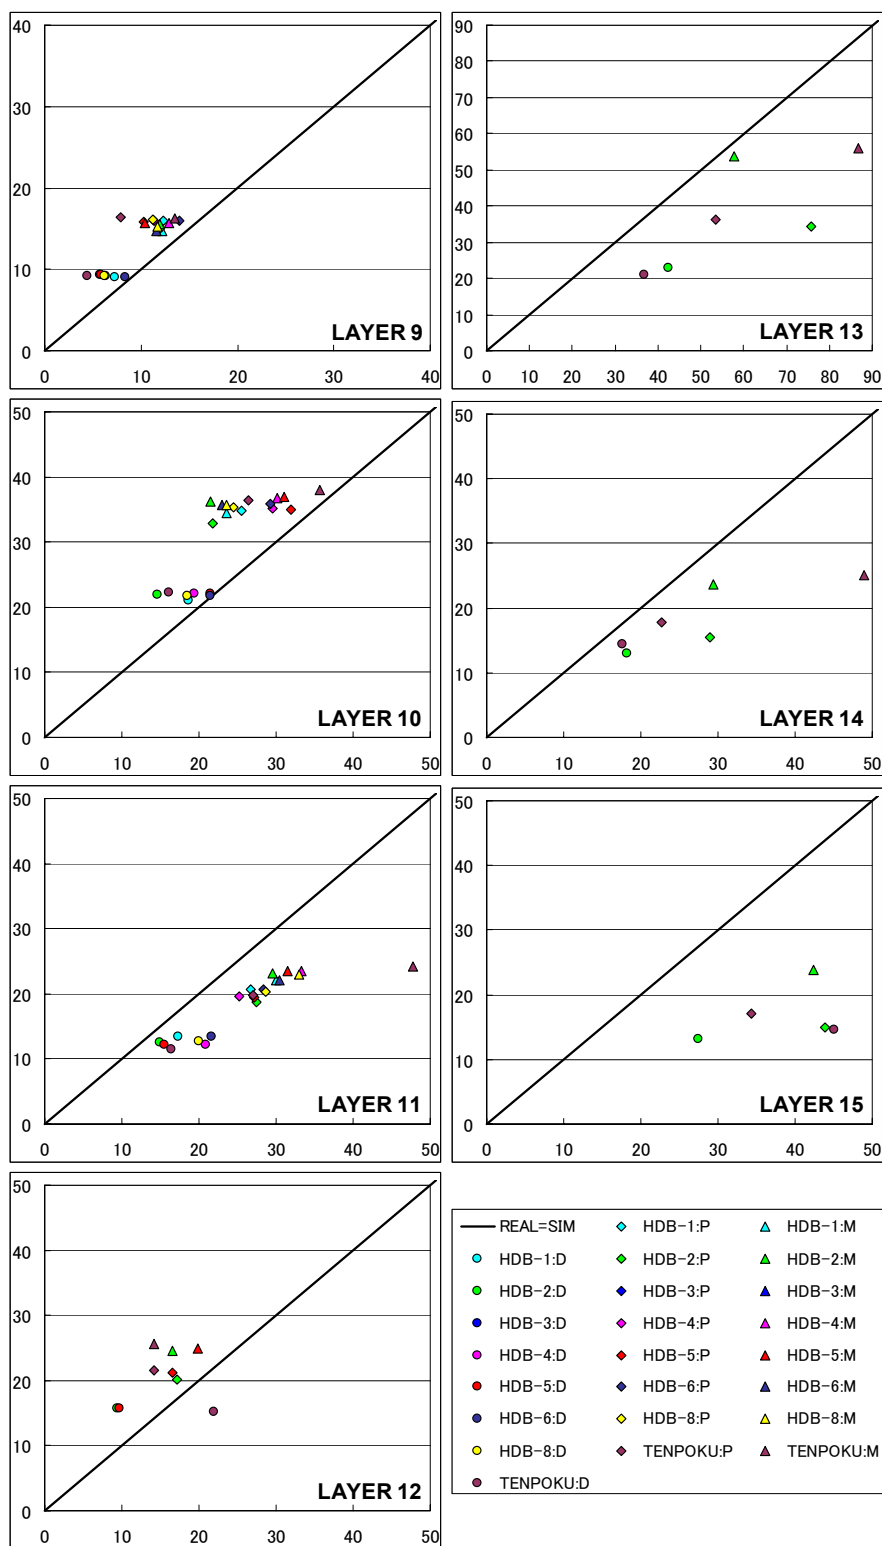 40
30
20
10
0
0 10 20 30 40
LAYER 9
90
80
70
60
50
40
30
20
10
0
0 10 20 30 40 50 60 70 80 90
LAYER 13
50
40
30
20
10
0
0 10 20 30 40 50
LAYER 10
50
40
30
20
10
0
0 10 20 30 40 50
LAYER 14
50
40
30
20
10
0
0 10 20 30 40 50
LAYER 11
50
40
30
20
10
0
0 10 20 30 40 50
LAYER 15
50
40
30
20
10
0
0 10 20 30 40 50
LAYER 12
REAL=SIM HDB-1:P HDB-1:M
HDB-1:D HDB-2:P HDB-2:M
HDB-2:D HDB-3:P HDB-3:M
HDB-3:D HDB-4:P HDB-4:M
HDB-4:D HDB-5:P HDB-5:M
HDB-5:D HDB-6:P HDB-6:M
HDB-6:D HDB-8:P HDB-8:M
HDB-8:D TENPOKU:P TENPOKU:M
TENPOKU:D